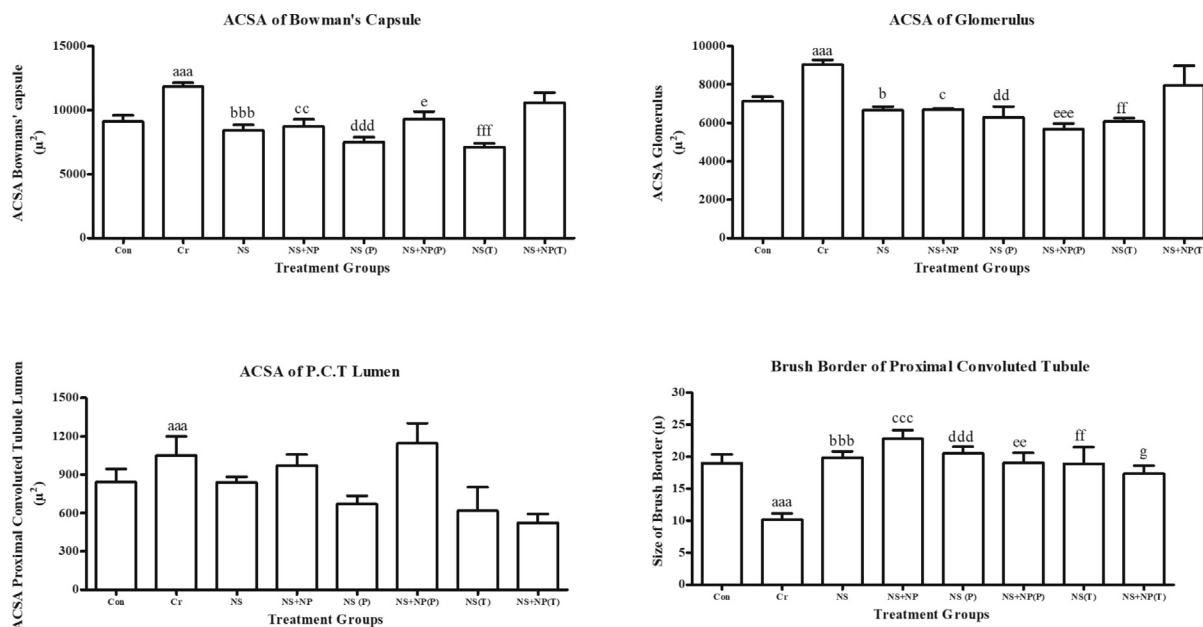 ACSA of Bowman's Capsule
ACSA Bowmans' capsule
(μ²)
15000
10000
5000
0
aaa
bbb
cc
ddd
e
fff
Con
Cr
NS
NS+NP
NS (P)
NS+NP(P)
NS(T)
NS+NP(T)
Treatment Groups
ACSA of Glomerulus
ACSA Glomerulus
(μ²)
10000
8000
6000
4000
2000
0
aaa
b
c
dd
eee
ff
Con
Cr
NS
NS+NP
NS (P)
NS+NP(P)
NS(T)
NS+NP(T)
Treatment Groups
ACSA of P.C.T Lumen
ACSA Proximal Convoluted Tubule Lumen
(μ²)
1500
1200
900
600
300
0
aaa
Con
Cr
NS
NS+NP
NS (P)
NS+NP(P)
NS(T)
NS+NP(T)
Treatment Groups
Brush Border of Proximal Convoluted Tubule
Size of Brush Border (μ)
30
25
20
15
10
5
0
aaa
bbb
ccc
ddd
ee
ff
g
Con
Cr
NS
NS+NP
NS (P)
NS+NP(P)
NS(T)
NS+NP(T)
Treatment Groups